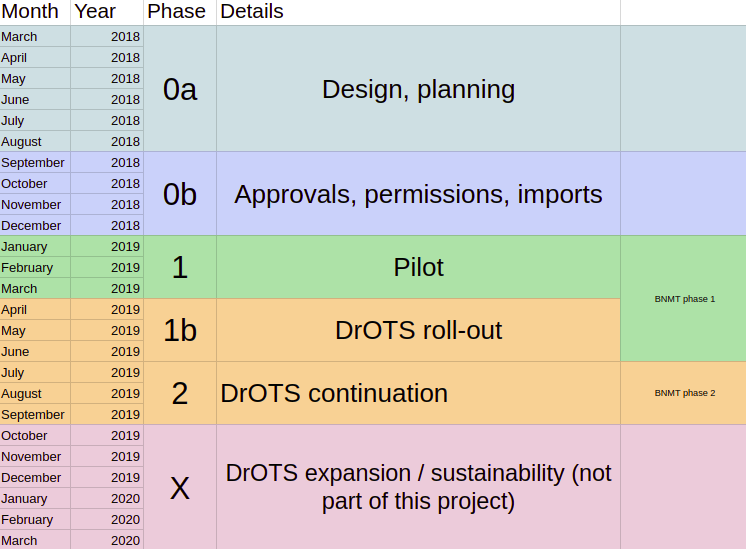 Month Year Phase Details
March 2018
April 2018
May 2018
June 2018
July 2018
August 2018
0a Design, planning
September 2018
October 2018
November 2018
December 2018
0b Approvals, permissions, imports
January 2019
February 2019
March 2019
1 Pilot
BNMT phase 1
April 2019
May 2019
June 2019
1b DrOTS roll-out
July 2019
August 2019
September 2019
2 DrOTS continuation
BNMT phase 2
October 2019
November 2019
December 2019
January 2020
February 2020
March 2020
X DrOTS expansion / sustainability (not
part of this project)